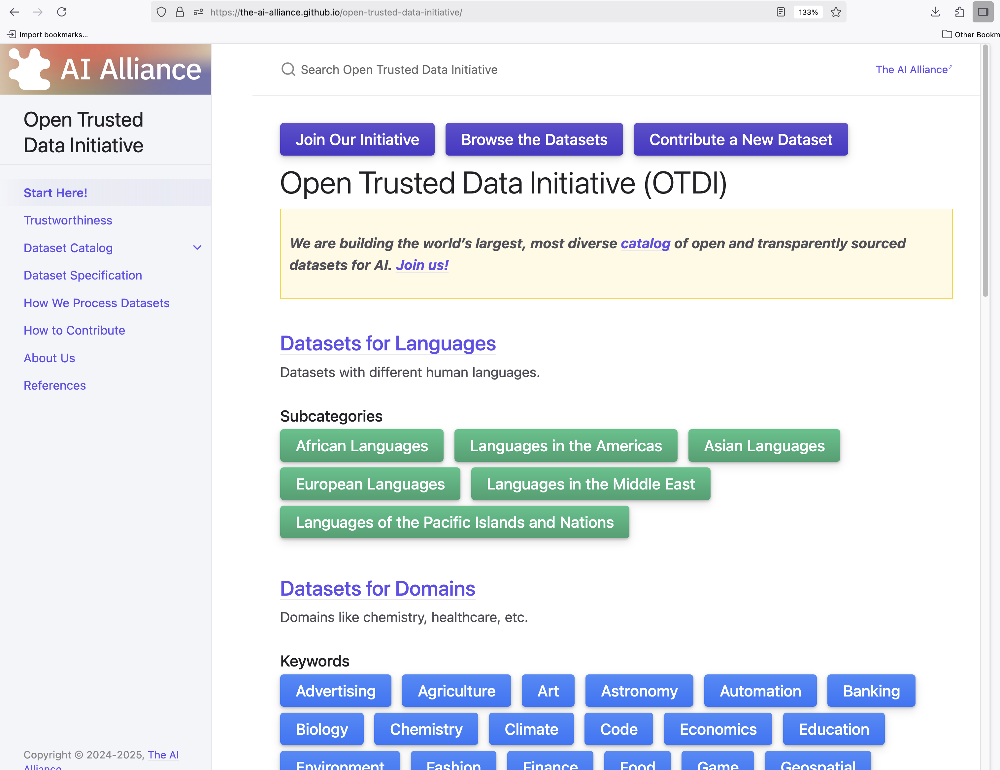 https://the-ai-alliance.github.io/open-trusted-data-initiative/
133%
Import bookmarks...
Other Bookm
AI Alliance
Open Trusted
Data Initiative
Start Here!
Trustworthiness
Dataset Catalog
Dataset Specification
How We Process Datasets
How to Contribute
About Us
References
Copyright © 2024-2025, The AI
Alliance
Search Open Trusted Data Initiative
The AI Alliance
Join Our Initiative
Browse the Datasets
Contribute a New Dataset
Open Trusted Data Initiative (OTDI)
We are building the world’s largest, most diverse catalog of open and transparently sourced
datasets for AI. Join us!
Datasets for Languages
Datasets with different human languages.
Subcategories
African Languages
Languages in the Americas
Asian Languages
European Languages
Languages in the Middle East
Languages of the Pacific Islands and Nations
Datasets for Domains
Domains like chemistry, healthcare, etc.
Keywords
Advertising
Agriculture
Art
Astronomy
Automation
Banking
Biology
Chemistry
Climate
Code
Economics
Education
Environment
Fashion
Finance
Food
Game
Geospatial